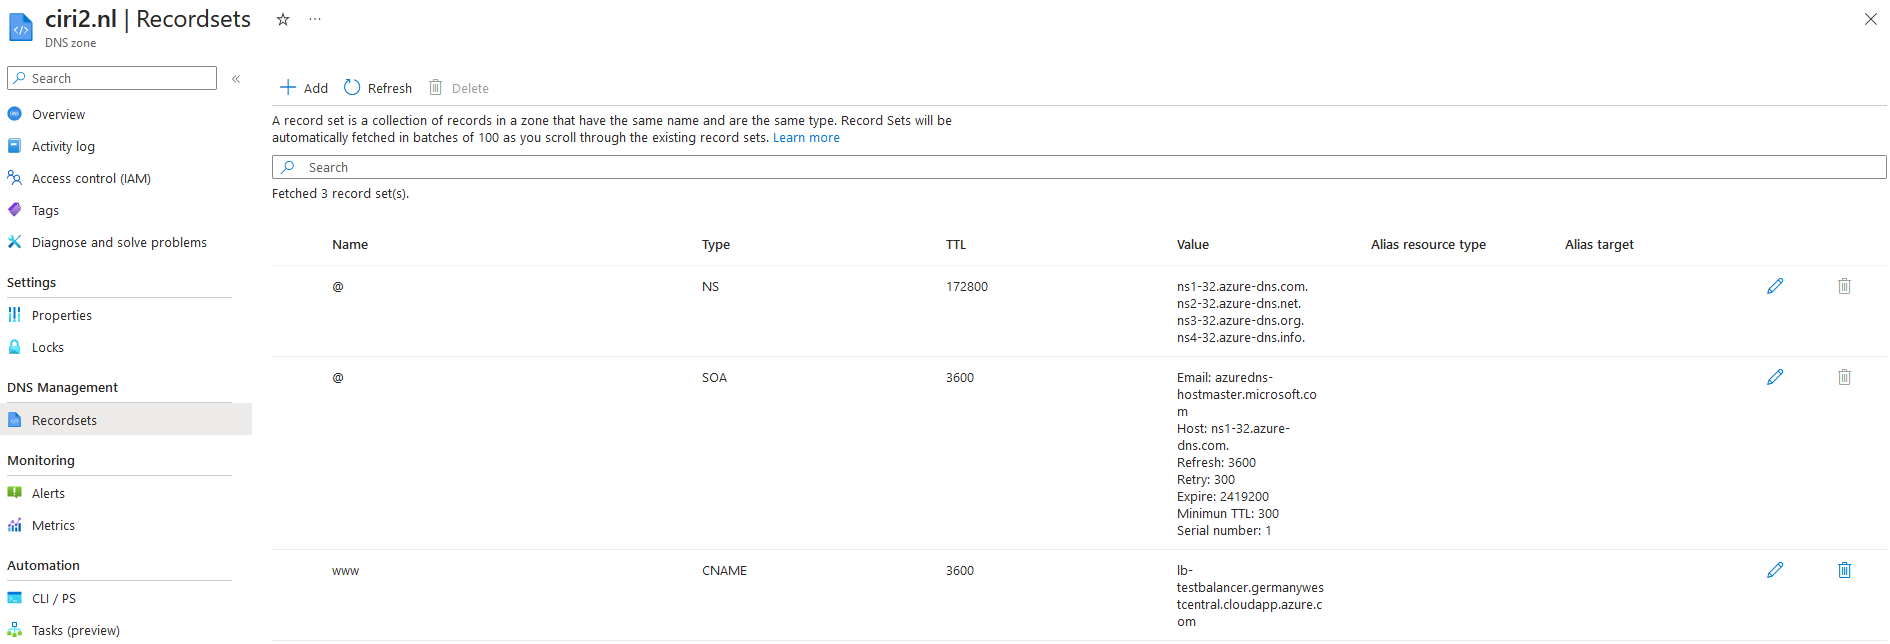 ciri2.nl | Recordsets
DNS zone
Search
Overview
Activity log
Access control (IAM)
Tags
Diagnose and solve problems
Settings
Properties
Locks
DNS Management
Recordsets
Monitoring
Alerts
Metrics
Automation
CLI / PS
Tasks (preview)
Add Refresh Delete
A record set is a collection of records in a zone that have the same name and are the same type. Record Sets will be
automatically fetched in batches of 100 as you scroll through the existing record sets. Learn more
Search
Fetched 3 record set(s).
Name Type TTL Value Alias resource type Alias target
@ NS 172800 ns1-32.azure-dns.com.
ns2-32.azure-dns.net.
ns3-32.azure-dns.org.
ns4-32.azure-dns.info.
@ SOA 3600 Email: azuredns-
hostmaster.microsoft.co
m
Host: ns1-32.azure-
dns.com.
Refresh: 3600
Retry: 300
Expire: 2419200
Minimun TTL: 300
Serial number: 1
www CNAME 3600 lb-
testbalancer.germanywes
tcentral.cloudapp.azure.c
om